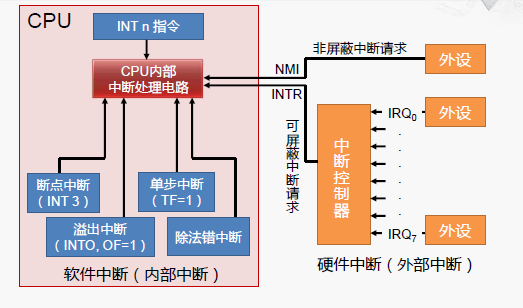 CPU
INT n 指令
CPU内部
中断处理电路
NMI
INTR
非屏蔽中断请求
外设
可屏蔽中断请求
中断控制器
IRQ0
外设
IRQ7
外设
断点中断
(INT 3)
单步中断
(TF=1)
溢出中断
(INTO, OF=1)
除法错中断
软件中断(内部中断)
硬件中断(外部中断)